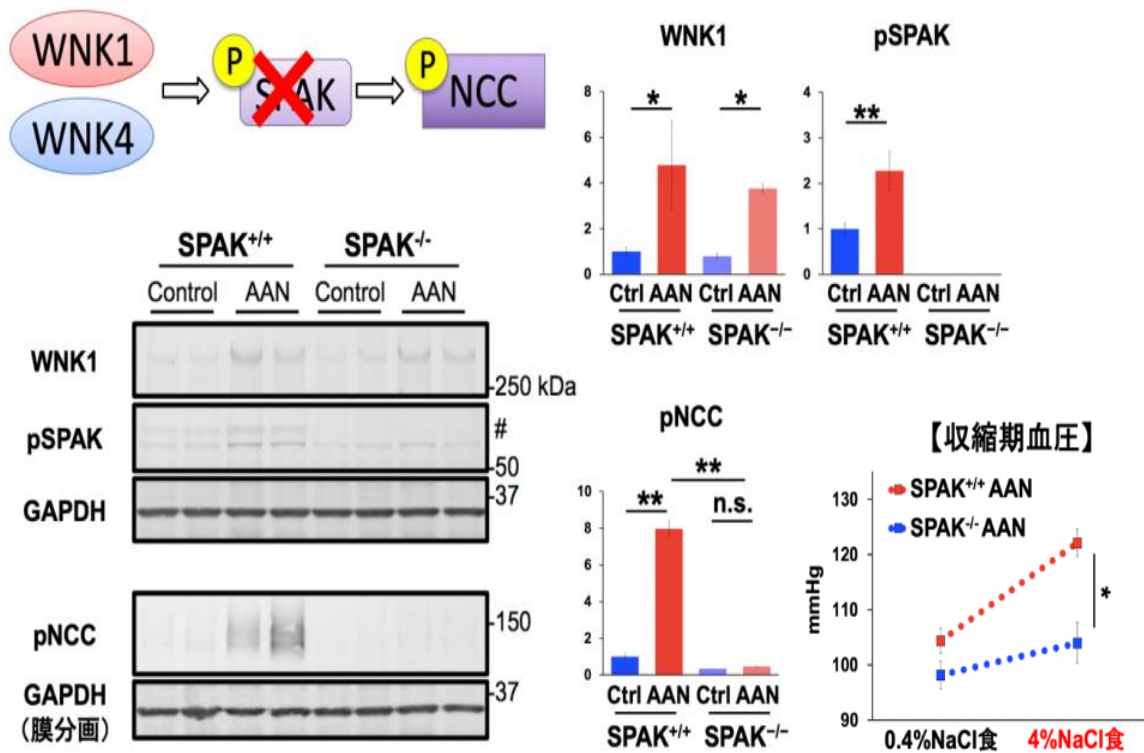 WNK1
WNK4
P
SPAK
P
NCC
SPAK+/+ SPAK-/-
Control AAN Control AAN
WNK1
-250 kDa
pSPAK
#
50
GAPDH
-37
pNCC
-150
GAPDH
(膜分画)
-37
WNK1
8
6
4
2
0
*
*
Ctrl AAN Ctrl AAN
SPAK+/+ SPAK−/−
pSPAK
4
3
2
1
0
**
Ctrl AAN Ctrl AAN
SPAK+/+ SPAK−/−
pNCC
10
8
6
4
2
0
**
**
n.s.
Ctrl AAN Ctrl AAN
SPAK+/+ SPAK−/−
【収縮期血圧】
SPAK+/+ AAN
SPAK-/- AAN
mmHg
130
120
110
100
90
*
0.4%NaCl食 4%NaCl食